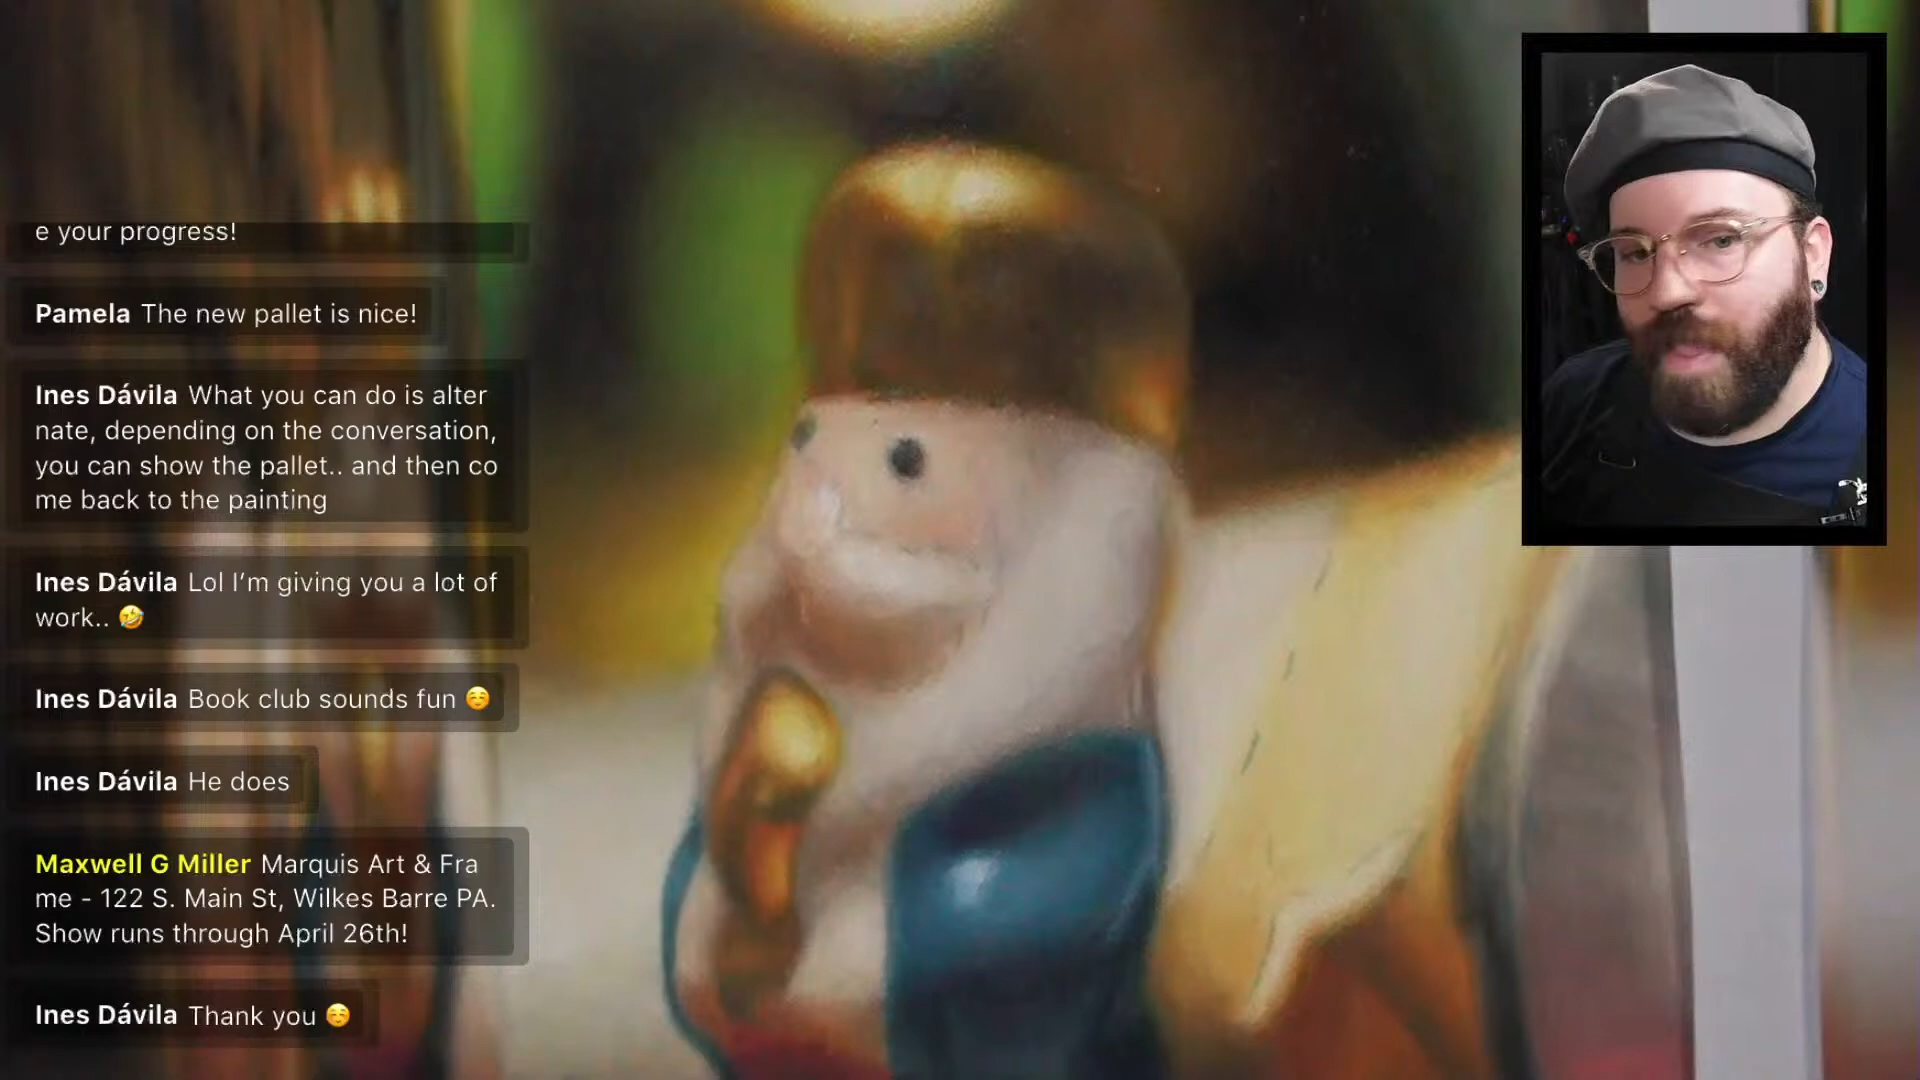 e your progress!
Pamela The new pallet is nice!
Ines Dávila What you can do is alter
nate, depending on the conversation,
you can show the pallet.. and then co
me back to the painting
Ines Dávila Lol I’m giving you a lot of
work.. 🤣
Ines Dávila Book club sounds fun ☺️
Ines Dávila He does
Maxwell G Miller Marquis Art & Fra
me - 122 S. Main St, Wilkes Barre PA.
Show runs through April 26th!
Ines Dávila Thank you ☺️